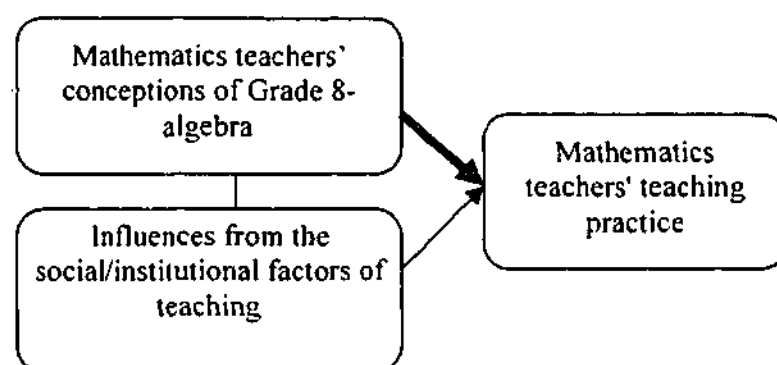 Mathematics teachers'
conceptions of Grade 8-
algebra
Mathematics
teachers' teaching
practice
Influences from the
social/institutional factors of
teaching